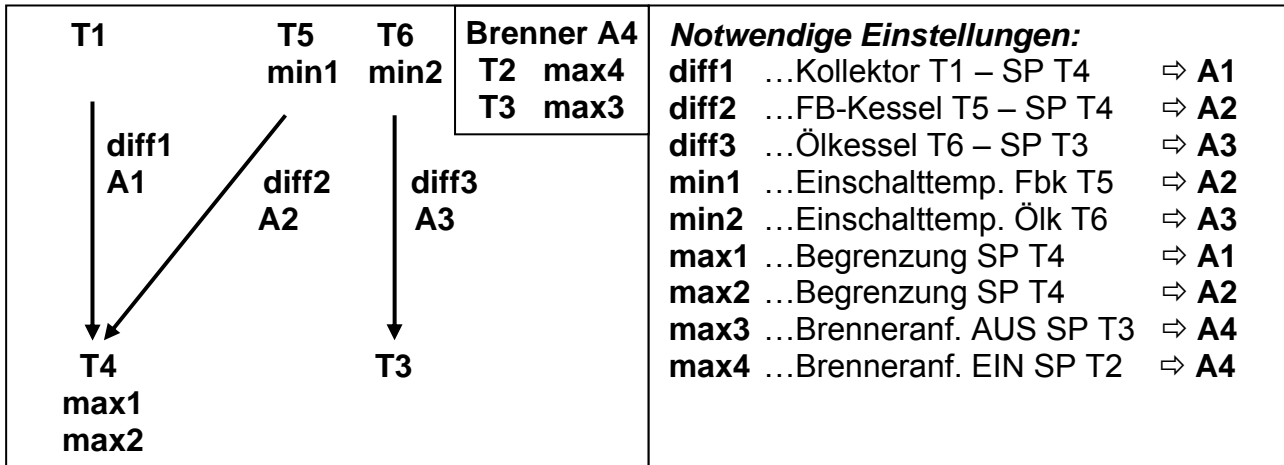 T1 T5 T6
min1 min2
diff1
A1
diff2
A2
diff3
A3
T4 T3
max1
max2
Brenner A4
T2 max4
T3 max3
Notwendige Einstellungen:
diff1 …Kollektor T1 – SP T4 ⇨ A1
diff2 …FB-Kessel T5 – SP T4 ⇨ A2
diff3 …Ölkessel T6 – SP T3 ⇨ A3
min1 …Einschalttemp. Fbk T5 ⇨ A2
min2 …Einschalttemp. Ölk T6 ⇨ A3
max1 …Begrenzung SP T4 ⇨ A1
max2 …Begrenzung SP T4 ⇨ A2
max3 …Brenneranf. AUS SP T3 ⇨ A4
max4 …Brenneranf. EIN SP T2 ⇨ A4